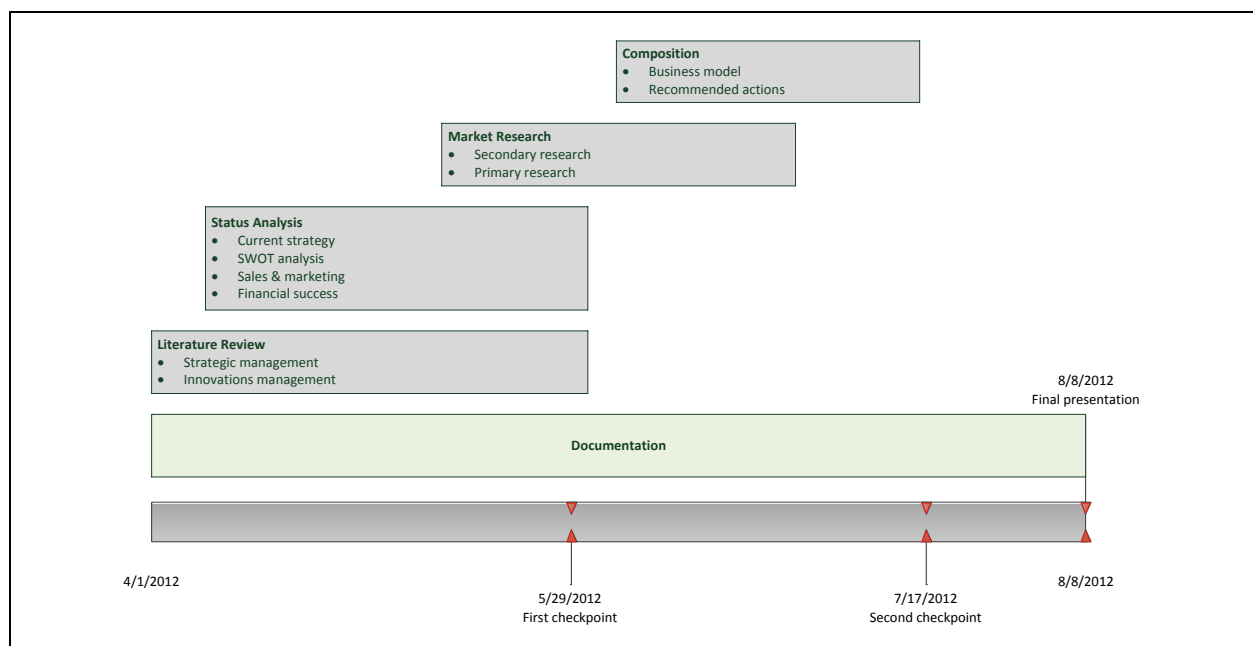 Composition
• Business model
• Recommended actions
Market Research
• Secondary research
• Primary research
Status Analysis
• Current strategy
• SWOT analysis
• Sales & marketing
• Financial success
Literature Review
• Strategic management
• Innovations management
8/8/2012
Final presentation
Documentation
4/1/2012
8/8/2012
5/29/2012
First checkpoint
7/17/2012
Second checkpoint